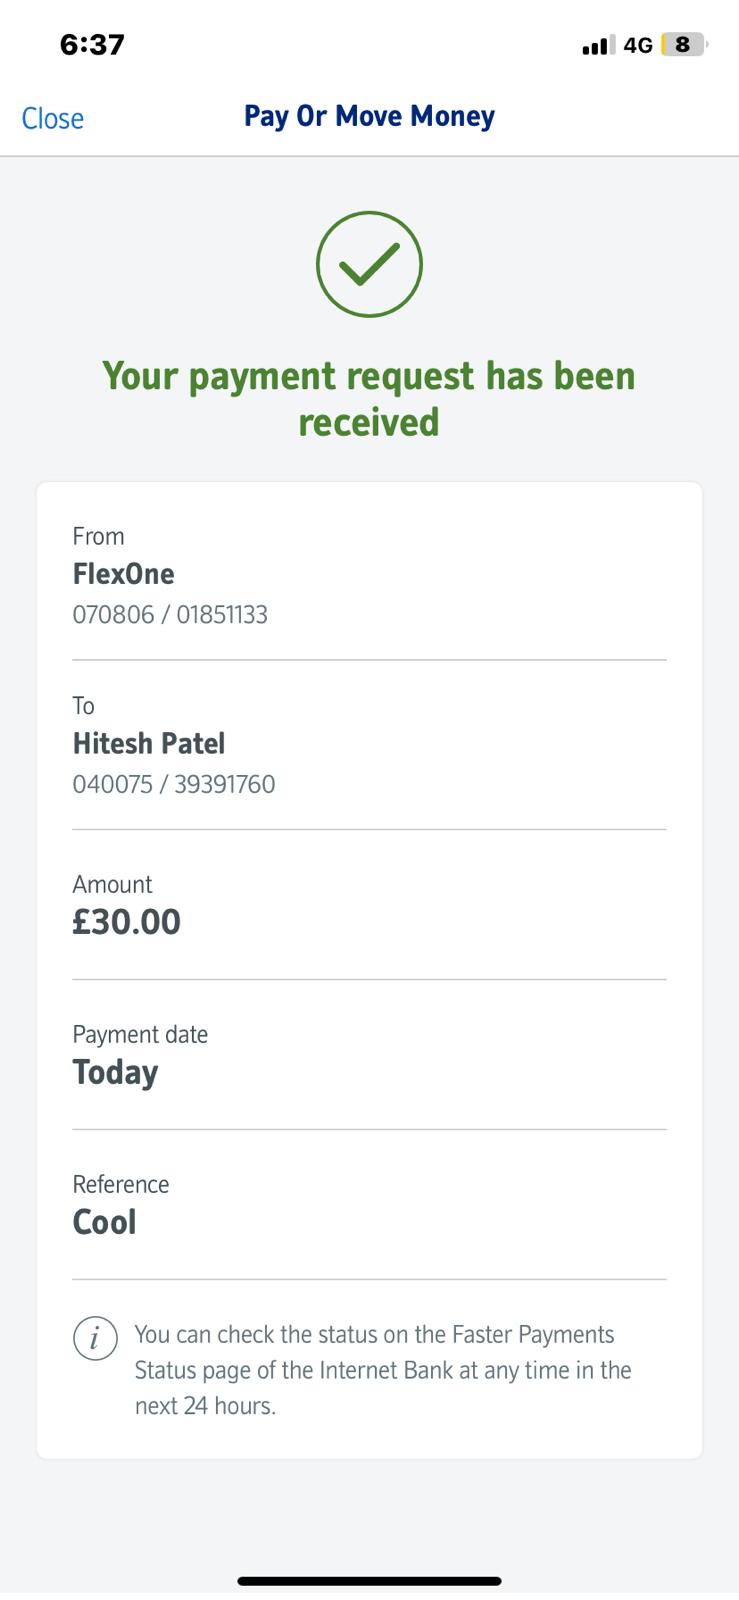 6:37
4G 8
Close
Pay Or Move Money
Your payment request has been
received
From
FlexOne
070806 / 01851133
To
Hitesh Patel
040075 / 39391760
Amount
£30.00
Payment date
Today
Reference
Cool
i
You can check the status on the Faster Payments
Status page of the Internet Bank at any time in the
next 24 hours.